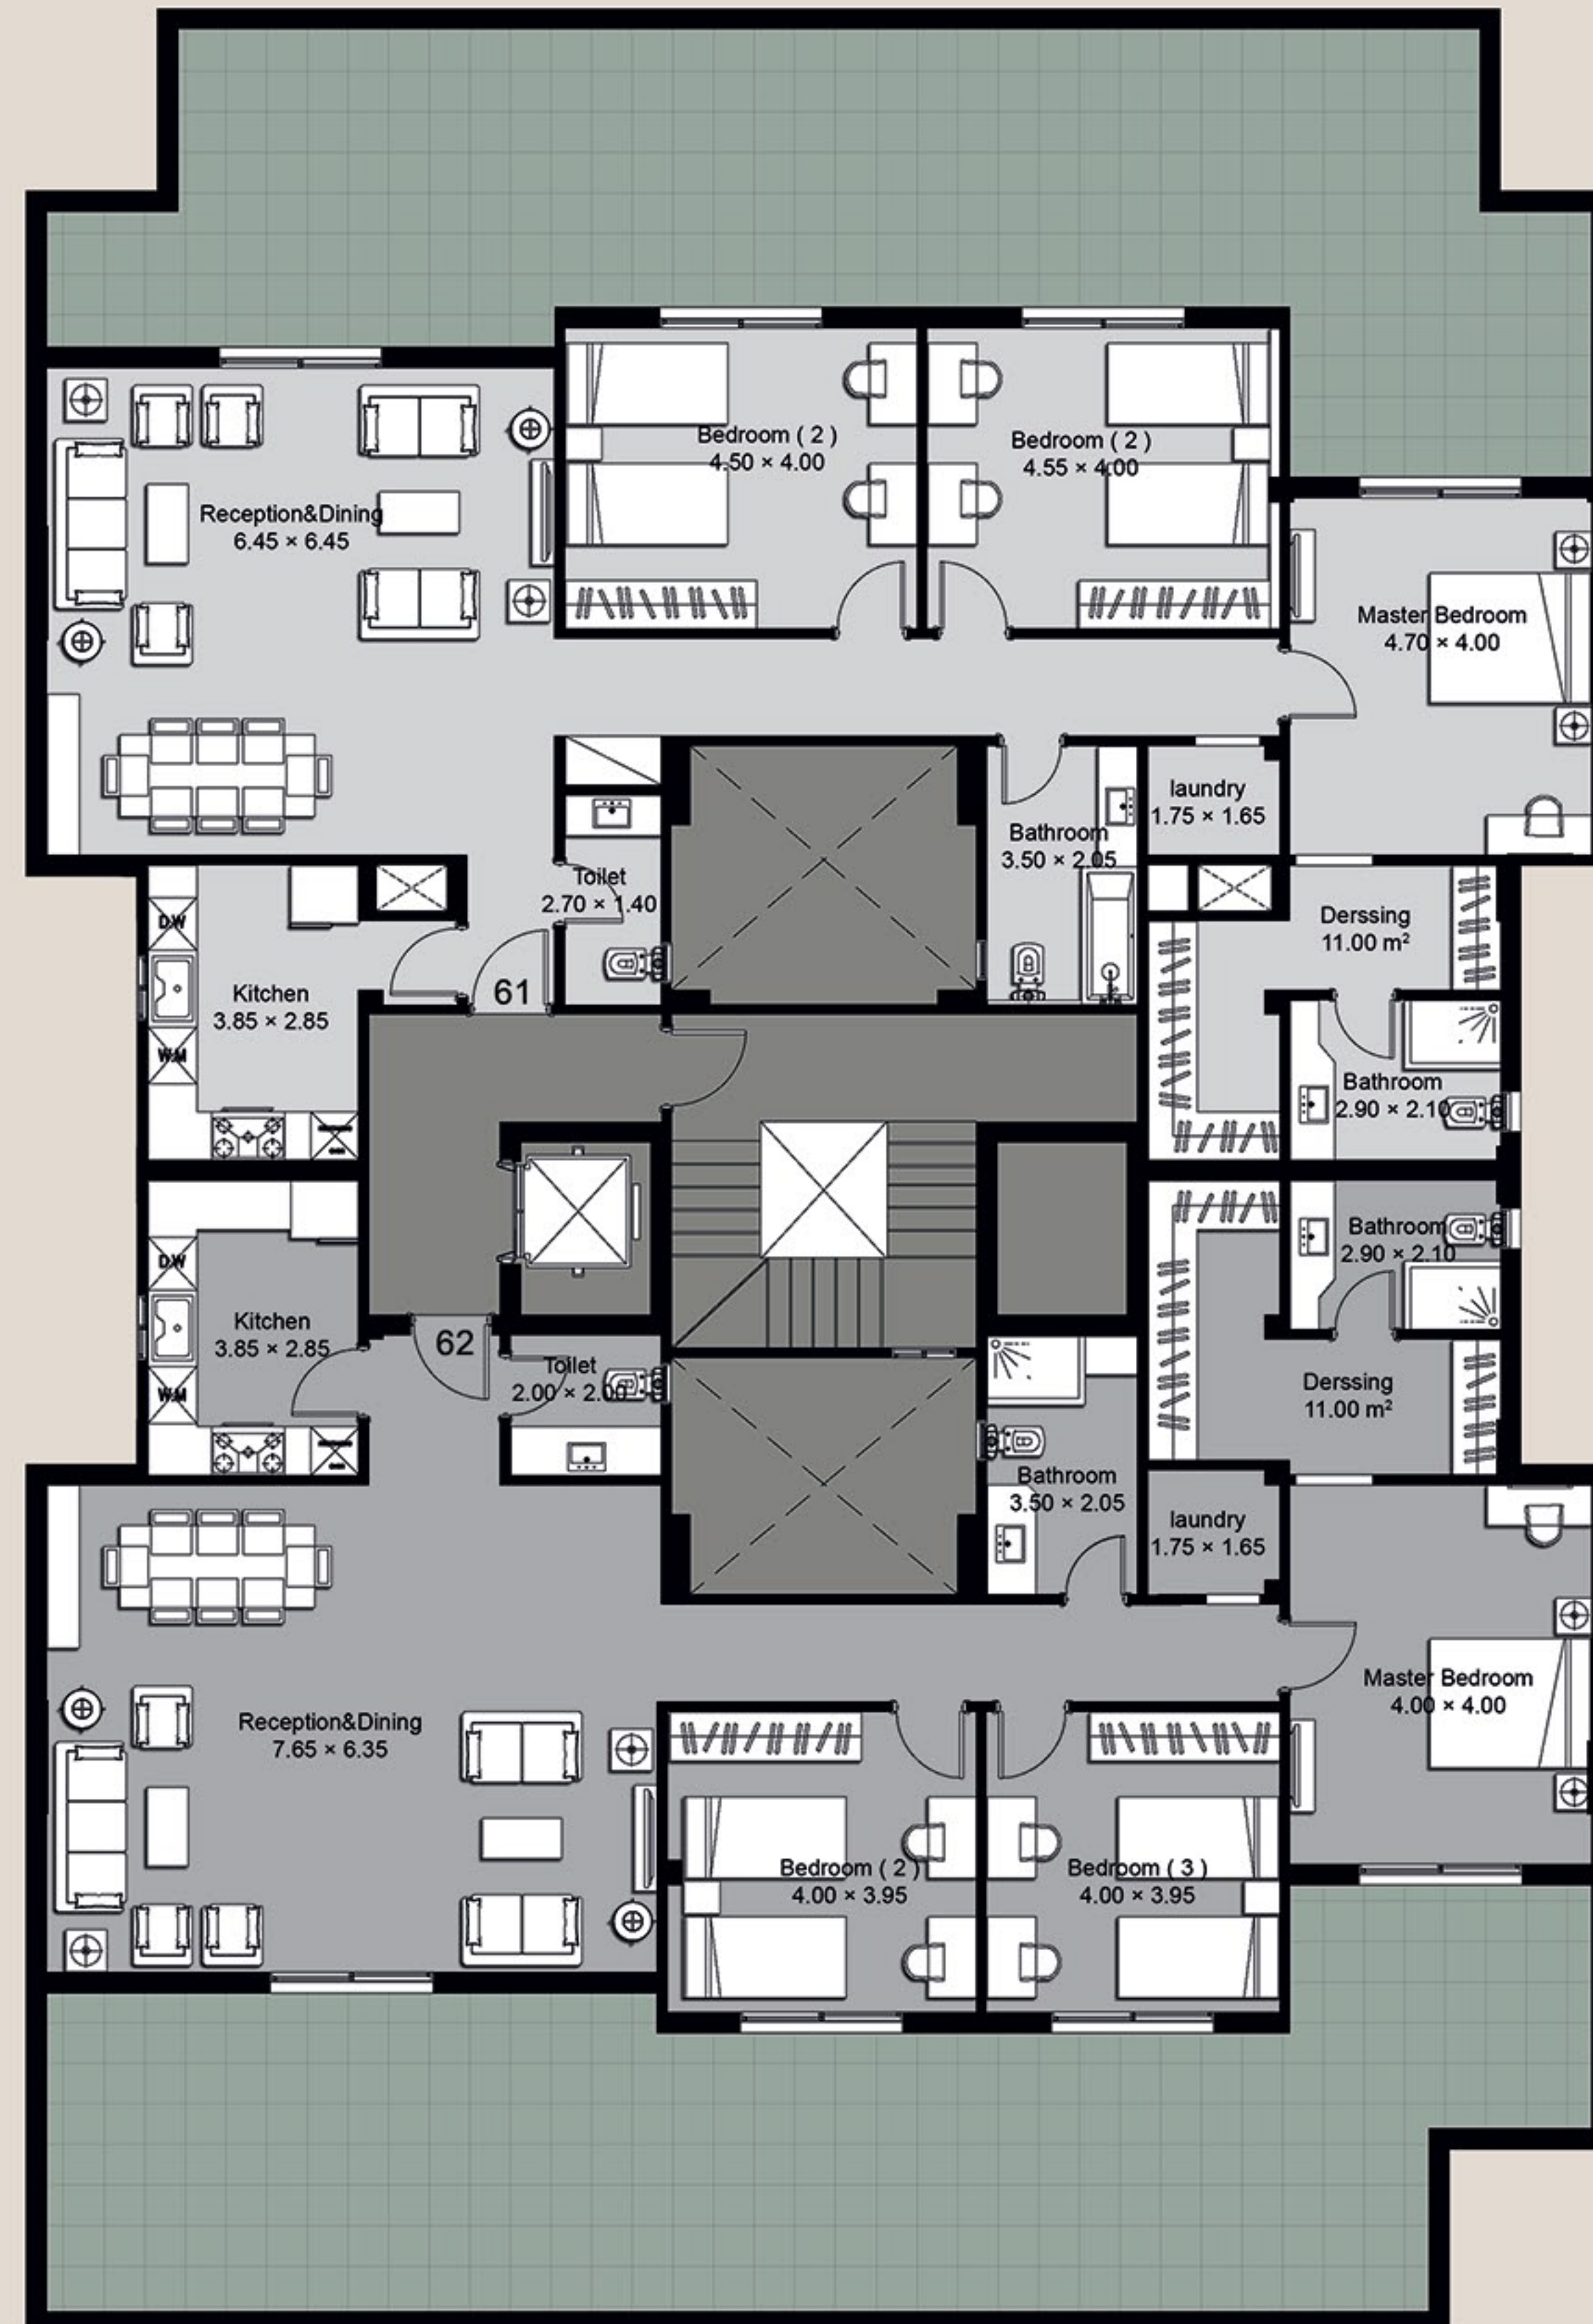 Bedroom ( 2 )
4.50 × 4.00
Bedroom ( 2 )
4.55 × 4.00
Reception&Dining
6.45 × 6.45
Master Bedroom
4.70 × 4.00
laundry
1.75 × 1.65
Bathroom
3.50 × 2.05
Toilet
2.70 × 1.40
Derssing
11.00 m²
DW
Kitchen
3.85 × 2.85
WM
61
Bathroom
2.90 × 2.10
Bathroom
2.90 × 2.10
DW
Kitchen
3.85 × 2.85
WM
62
Toilet
2.00 × 2.00
Derssing
11.00 m²
Bathroom
3.50 × 2.05
laundry
1.75 × 1.65
Master Bedroom
4.00 × 4.00
Reception&Dining
7.65 × 6.35
Bedroom ( 2 )
4.00 × 3.95
Bedroom ( 3 )
4.00 × 3.95